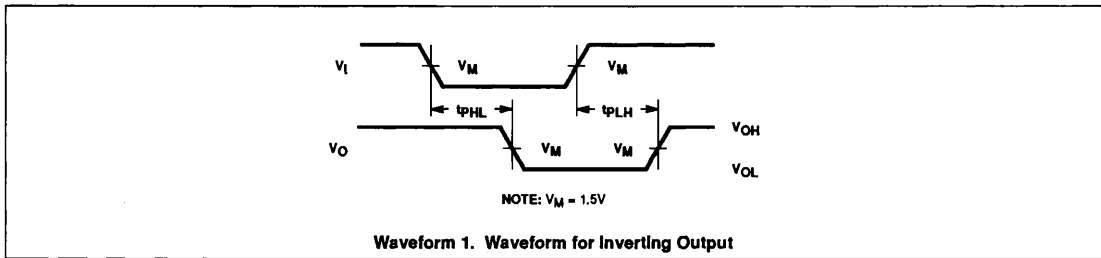 VI VM VM
tPHL tPLH
VOH
VO VM VM
VOL
NOTE: VM = 1.5V
Waveform 1. Waveform for Inverting Output